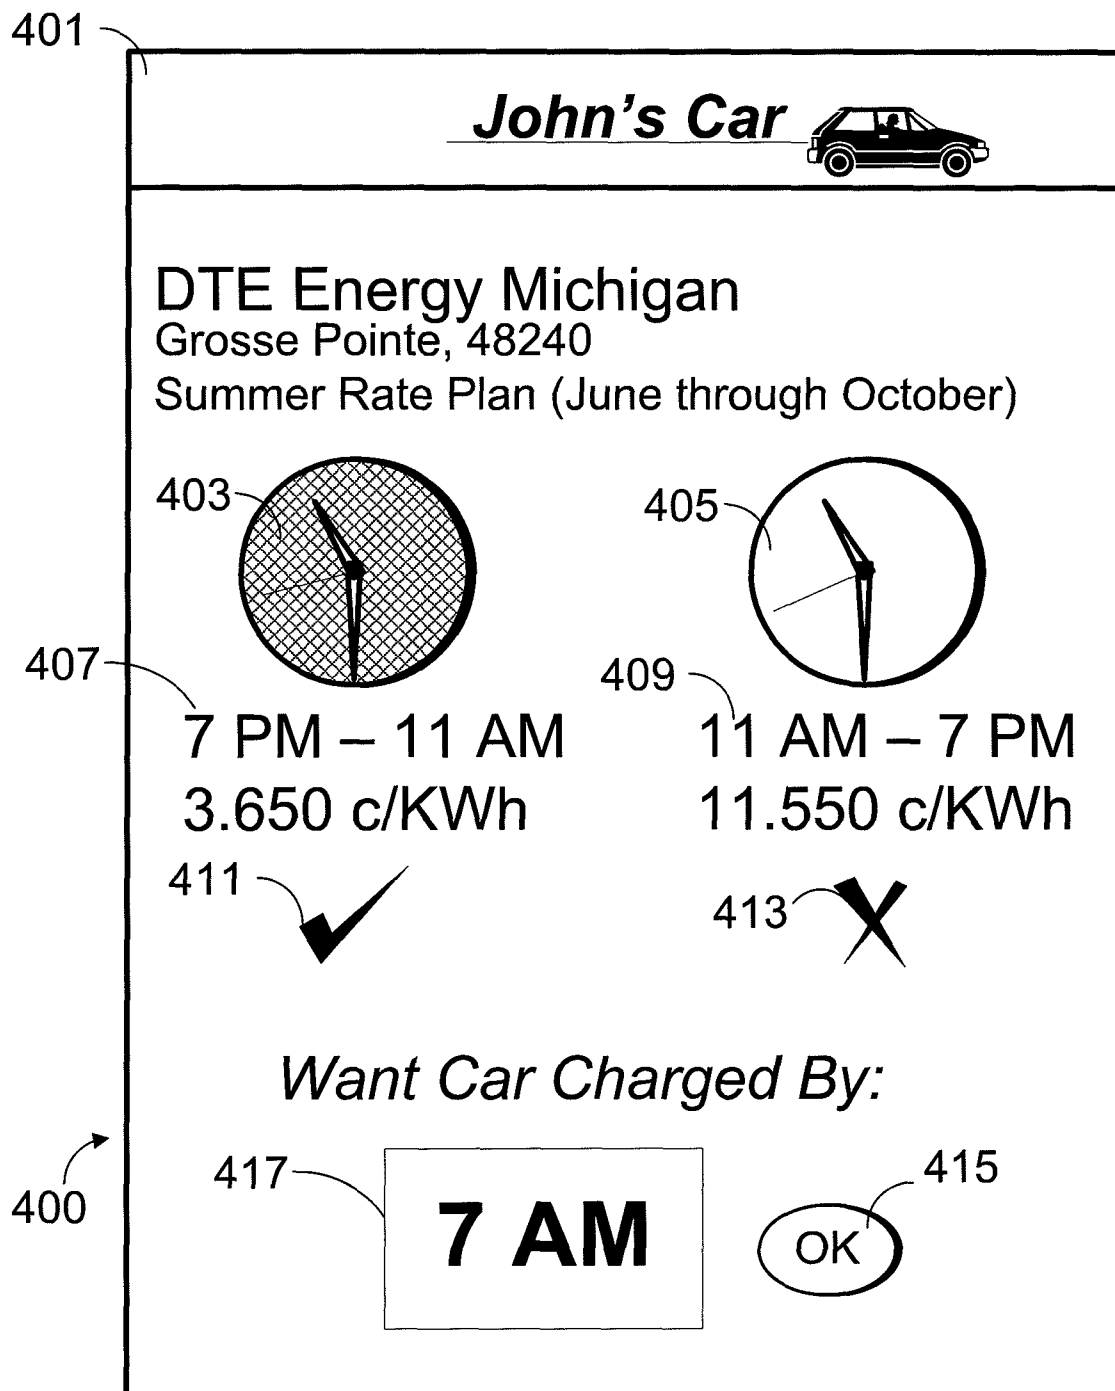 401
John's Car
DTE Energy Michigan
Grosse Pointe, 48240
Summer Rate Plan (June through October)
403
405
407
409
7 PM – 11 AM
11 AM – 7 PM
3.650 c/KWh
11.550 c/KWh
411
413
Want Car Charged By:
417
7 AM
415
OK
400